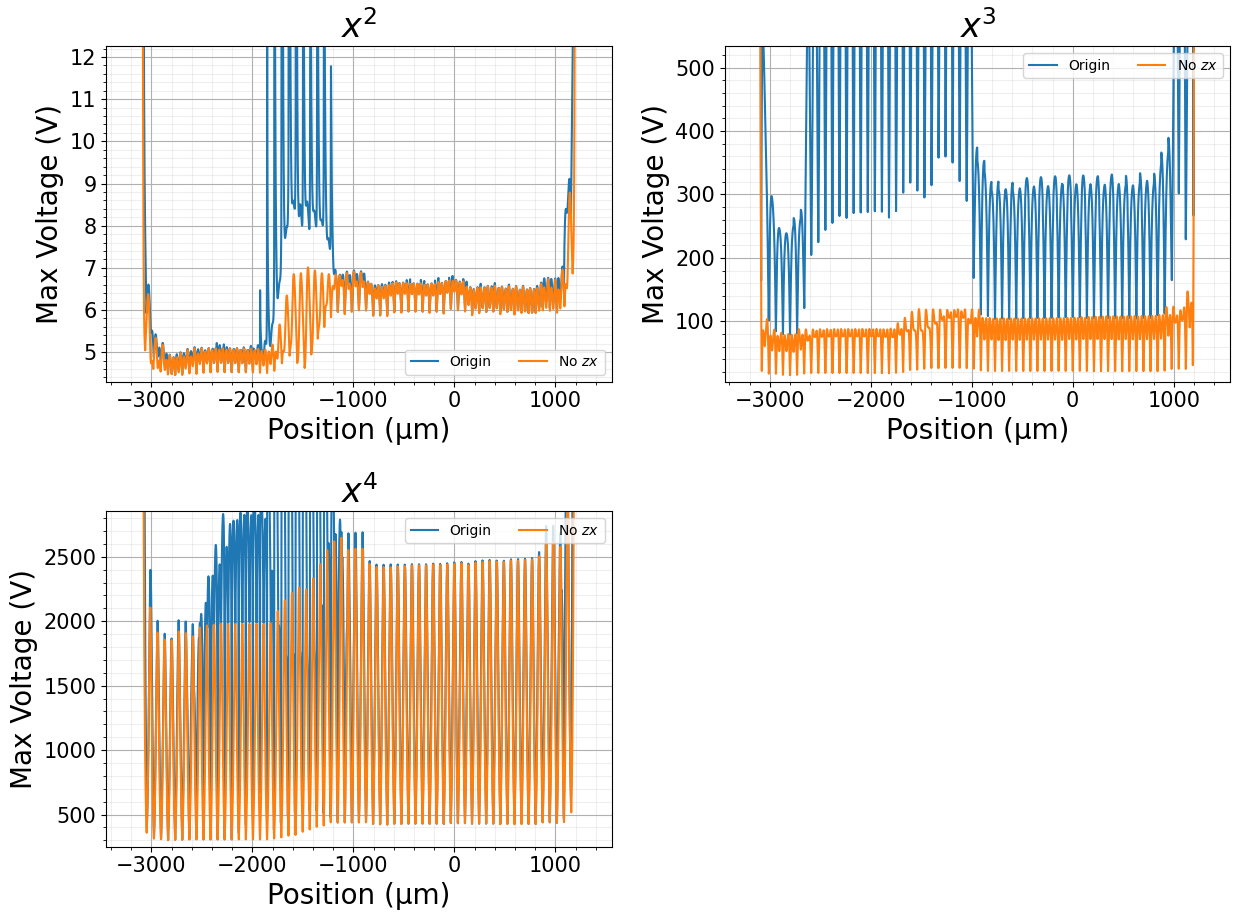 x²
Max Voltage (V)
12
11
10
9
8
7
6
5
Origin No zx
−3000 −2000 −1000 0 1000
Position (μm)
x³
Max Voltage (V)
500
400
300
200
100
Origin No zx
−3000 −2000 −1000 0 1000
Position (μm)
x⁴
Max Voltage (V)
2500
2000
1500
1000
500
Origin No zx
−3000 −2000 −1000 0 1000
Position (μm)